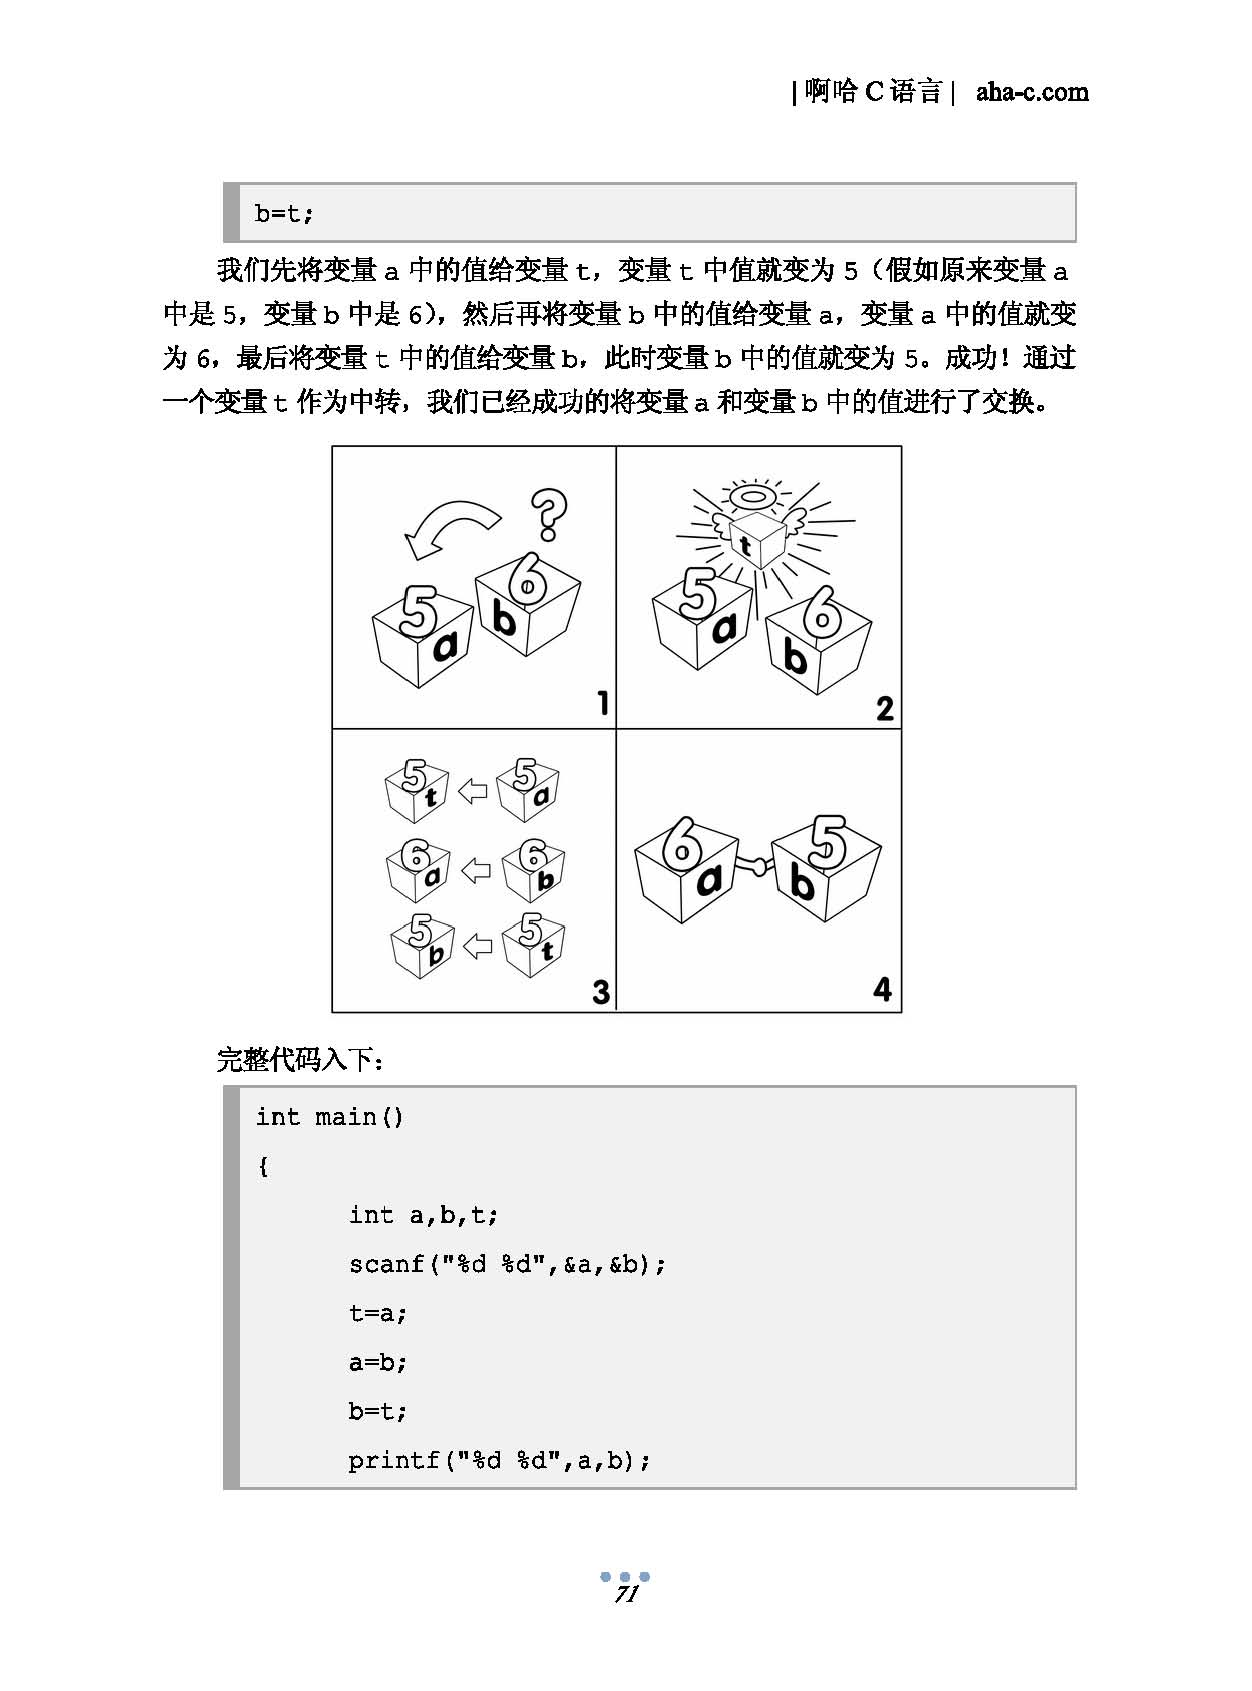 | 啊哈 C 语言 | aha-c.com
b=t;
我们先将变量 a 中的值给变量 t，变量 t 中值就变为 5（假如原来变量 a
中是 5，变量 b 中是 6），然后再将变量 b 中的值给变量 a，变量 a 中的值就变
为 6，最后将变量 t 中的值给变量 b，此时变量 b 中的值就变为 5。成功！通过
一个变量 t 作为中转，我们已经成功的将变量 a 和变量 b 中的值进行了交换。
?
5 a 6 b
1
t
5 a 6 b
2
5 t 5 a
6 a 6 b
5 b 5 t
3
6 a 5 b
4
完整代码入下：
int main()
{
int a,b,t;
scanf("%d %d",&a,&b);
t=a;
a=b;
b=t;
printf("%d %d",a,b);
71